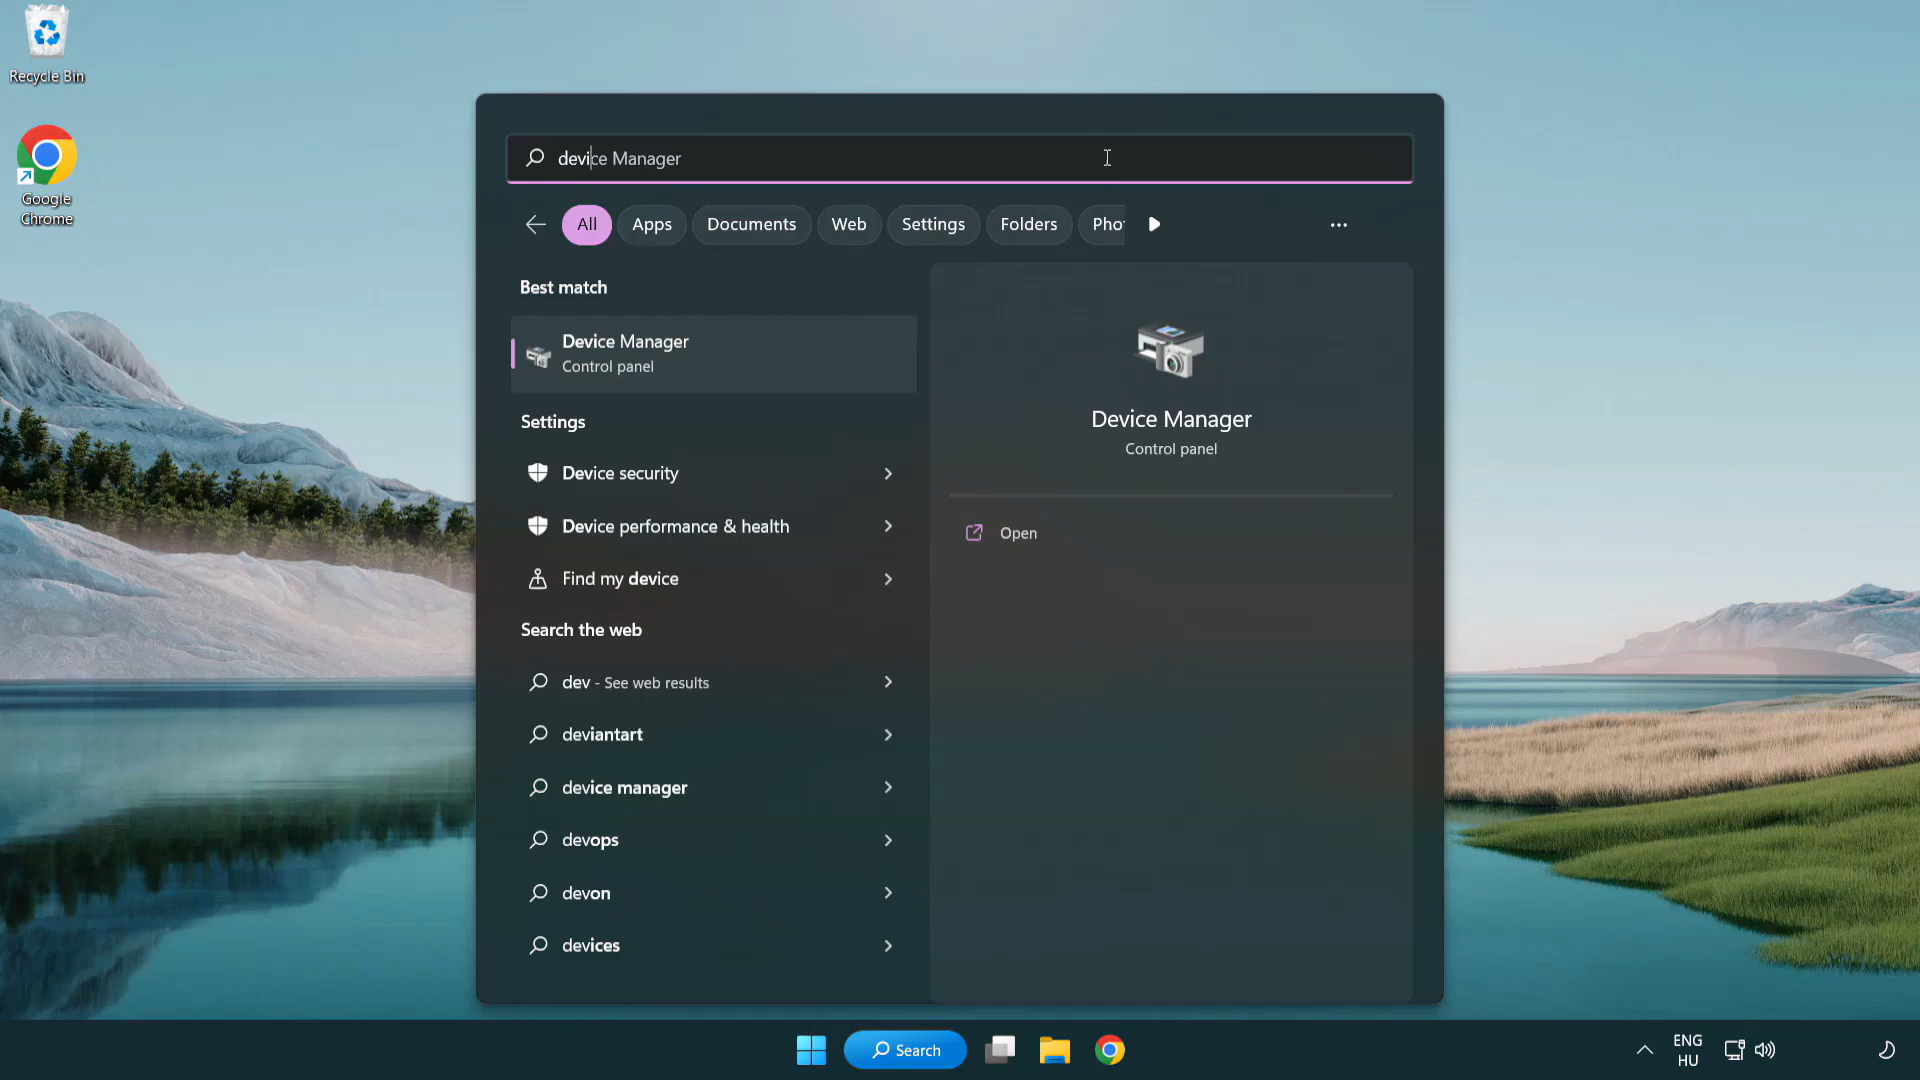 Recycle Bin
Google
Chrome
device Manager
All
Apps
Documents
Web
Settings
Folders
Pho
Best match
Device Manager
Control panel
Settings
Device security
Device performance & health
Find my device
Search the web
dev - See web results
deviantart
device manager
devops
devon
devices
Device Manager
Control panel
Open
Search
ENG
HU